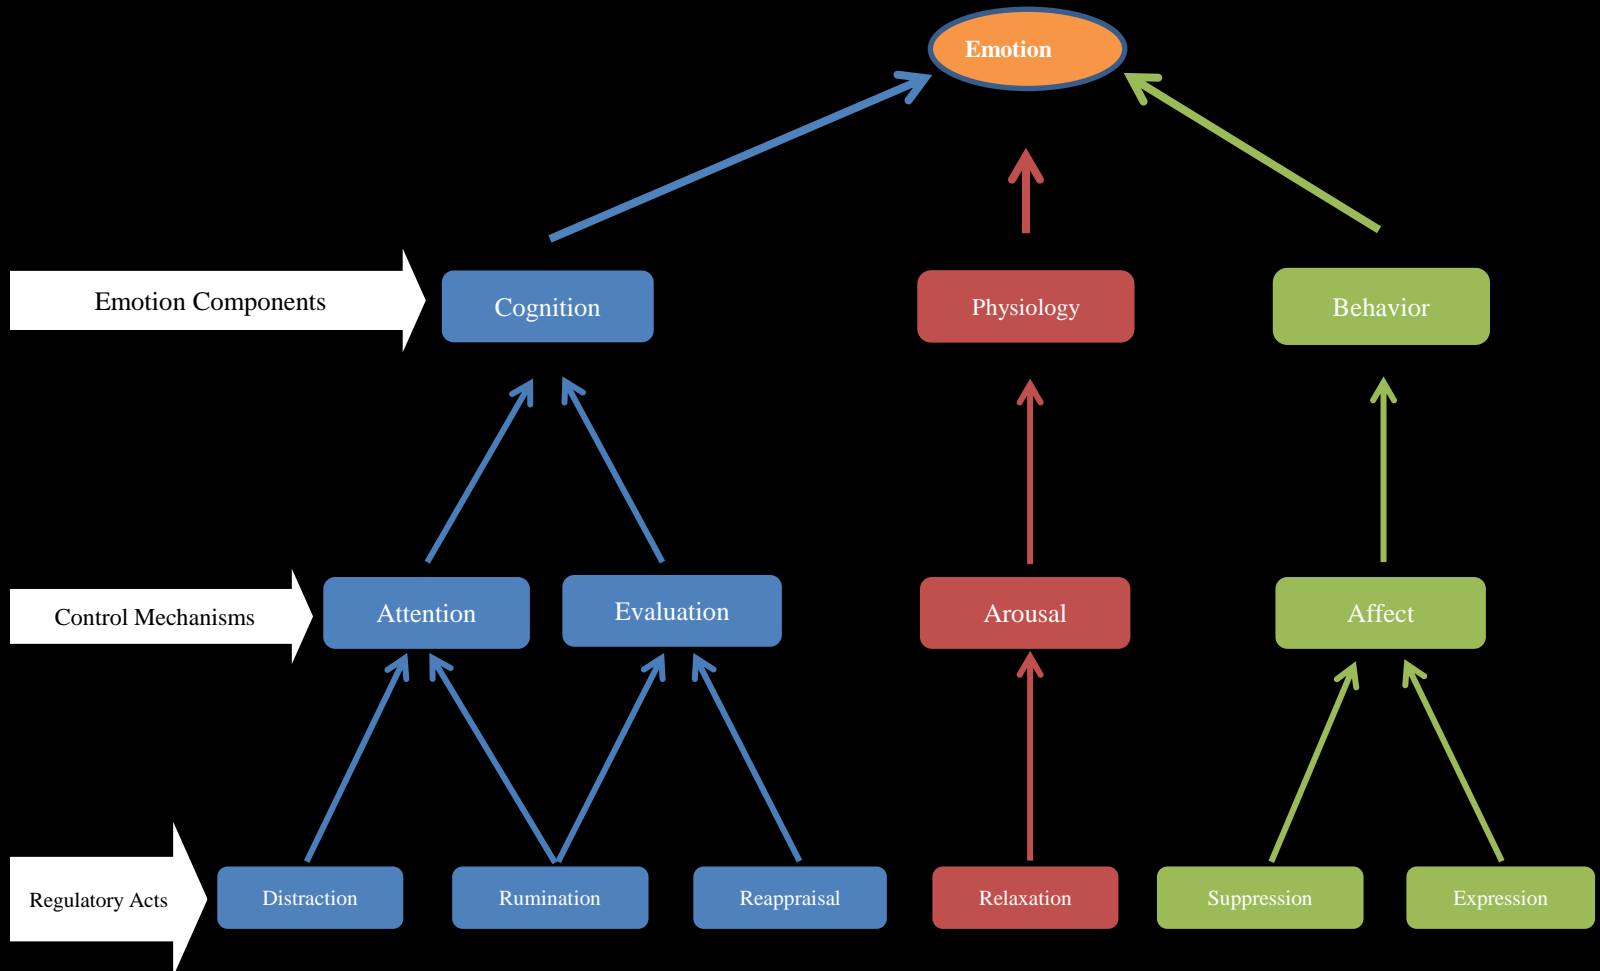 Emotion
Emotion Components
Cognition
Physiology
Behavior
Control Mechanisms
Attention
Evaluation
Arousal
Affect
Regulatory Acts
Distraction
Rumination
Reappraisal
Relaxation
Suppression
Expression